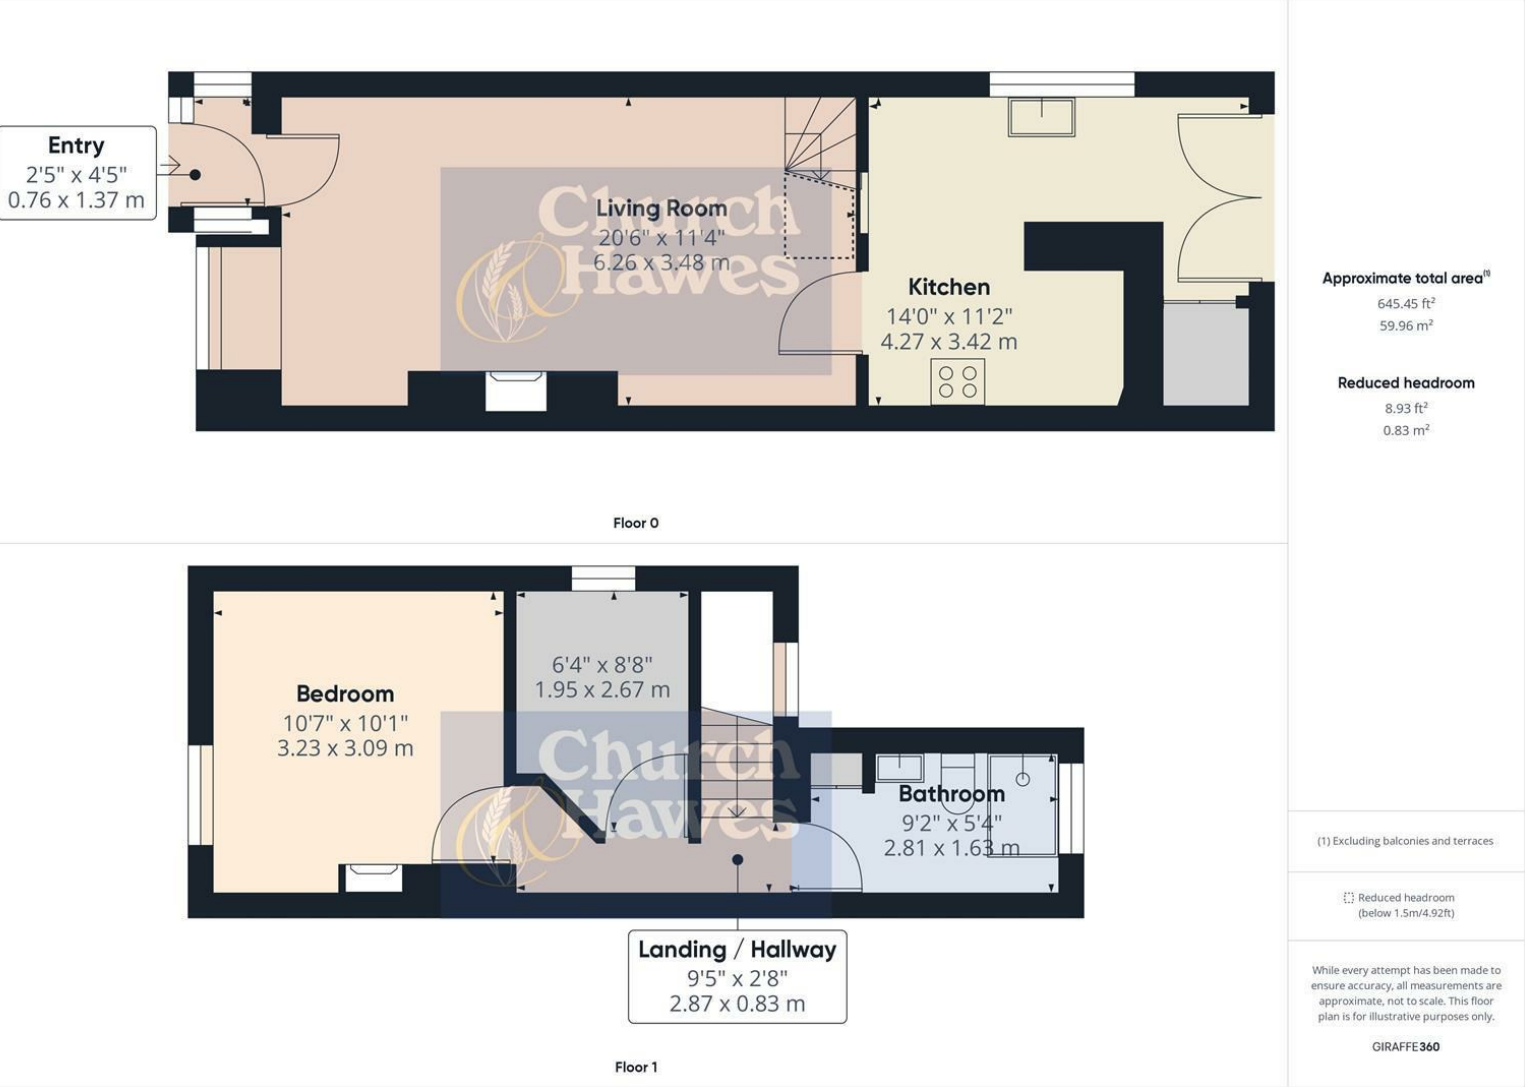 Entry
2'5" x 4'5"
0.76 x 1.37 m
Church
Living Room
20'6" x 11'4"
6.26 x 3.48 m
&
Hawes
Kitchen
14'0" x 11'2"
4.27 x 3.42 m
Floor 0
Approximate total area(1)
645.45 ft²
59.96 m²
Reduced headroom
8.93 ft²
0.83 m²
Bedroom
10'7" x 10'1"
3.23 x 3.09 m
6'4" x 8'8"
1.95 x 2.67 m
Church
&
Hawes
Bathroom
9'2" x 5'4"
2.81 x 1.63 m
Landing / Hallway
9'5" x 2'8"
2.87 x 0.83 m
Floor 1
(1) Excluding balconies and terraces
Reduced headroom
(below 1.5m/4.92ft)
While every attempt has been made to
ensure accuracy, all measurements are
approximate, not to scale. This floor
plan is for illustrative purposes only.
GIRAFFE360